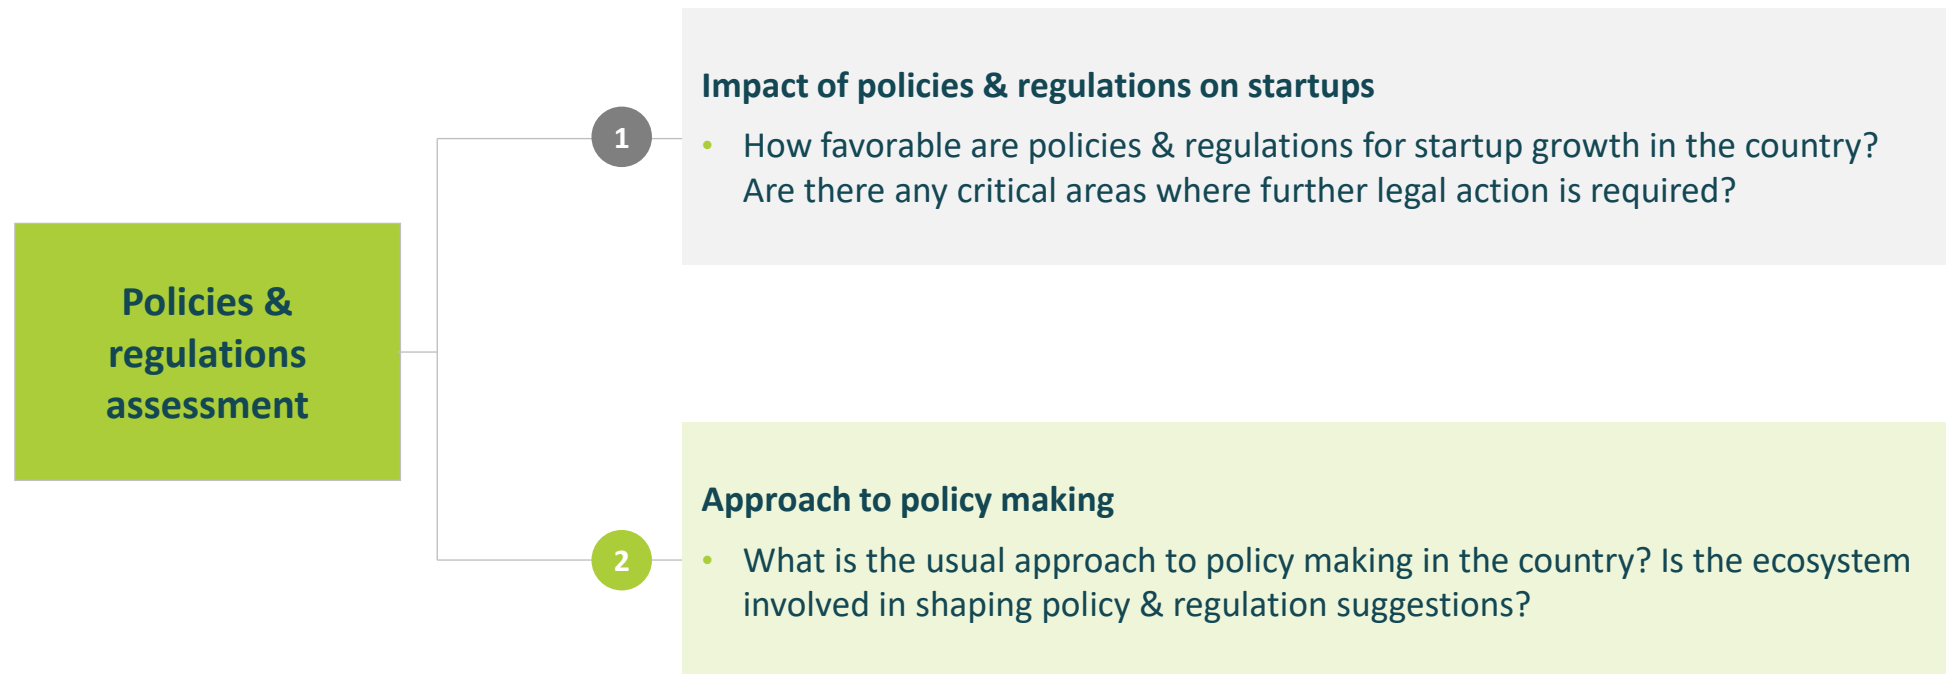 Policies &
regulations
assessment
1
Impact of policies & regulations on startups
• How favorable are policies & regulations for startup growth in the country?
Are there any critical areas where further legal action is required?
2
Approach to policy making
• What is the usual approach to policy making in the country? Is the ecosystem
involved in shaping policy & regulation suggestions?